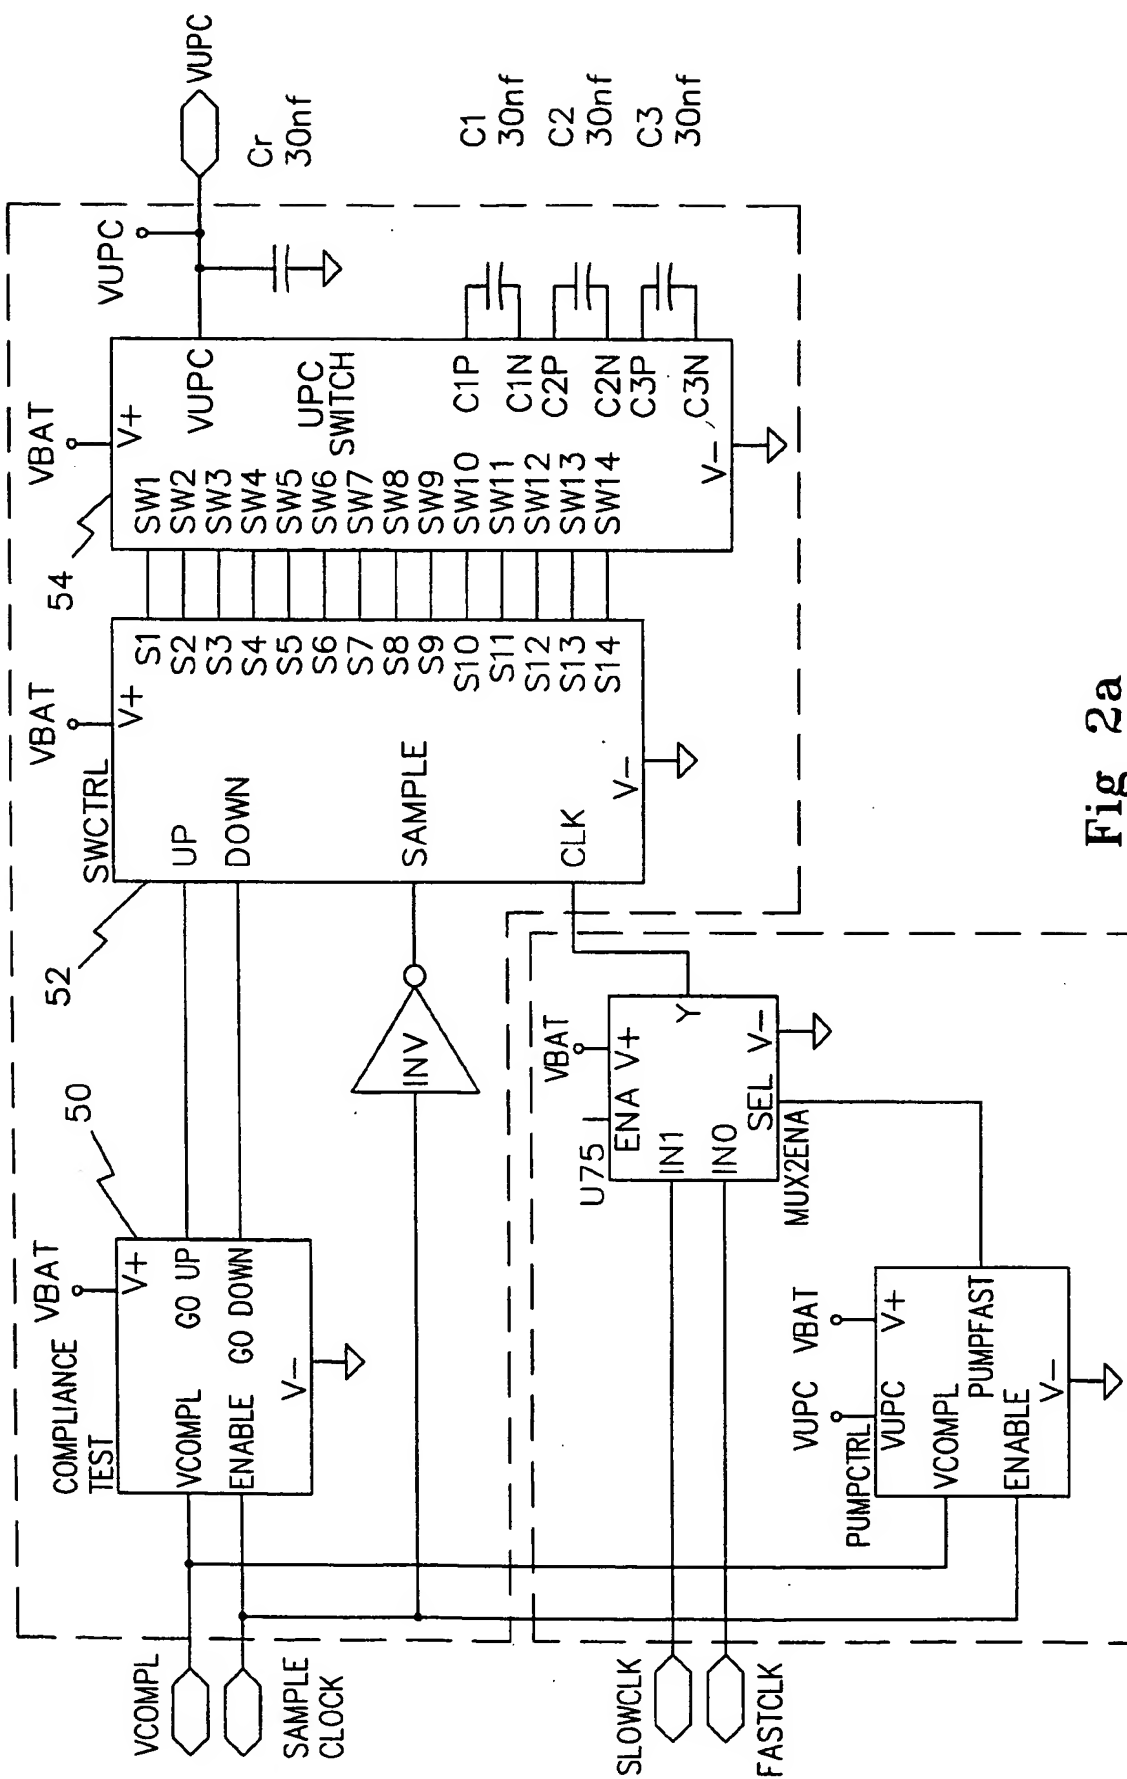 VCOMPL
SAMPLE
CLOCK
SLOWCLK
FASTCLK
COMPLIANCE
TEST
VBAT
50
V+
VCOMPL
GO UP
ENABLE
GO DOWN
V-
INV
52
SWCTRL
VBAT
V+
UP
DOWN
SAMPLE
CLK
V-
S1
S2
S3
S4
S5
S6
S7
S8
S9
S10
S11
S12
S13
S14
54
VBAT
V+
SW1
SW2
SW3
SW4
SW5
SW6
SW7
SW8
SW9
SW10
SW11
SW12
SW13
SW14
VUPC
UPC
SWITCH
C1P
C1N
C2P
C2N
C3P
C3N
V-
VUPC
VUPC
Cr
30nf
C1
30nf
C2
30nf
C3
30nf
U75
VBAT
ENA V+
IN1
IN0
Y
SEL V-
MUX2ENA
PUMPCTRL
VUPC
VBAT
VUPC
V+
VCOMPL
PUMPFAST
ENABLE
V-
Fig 2a